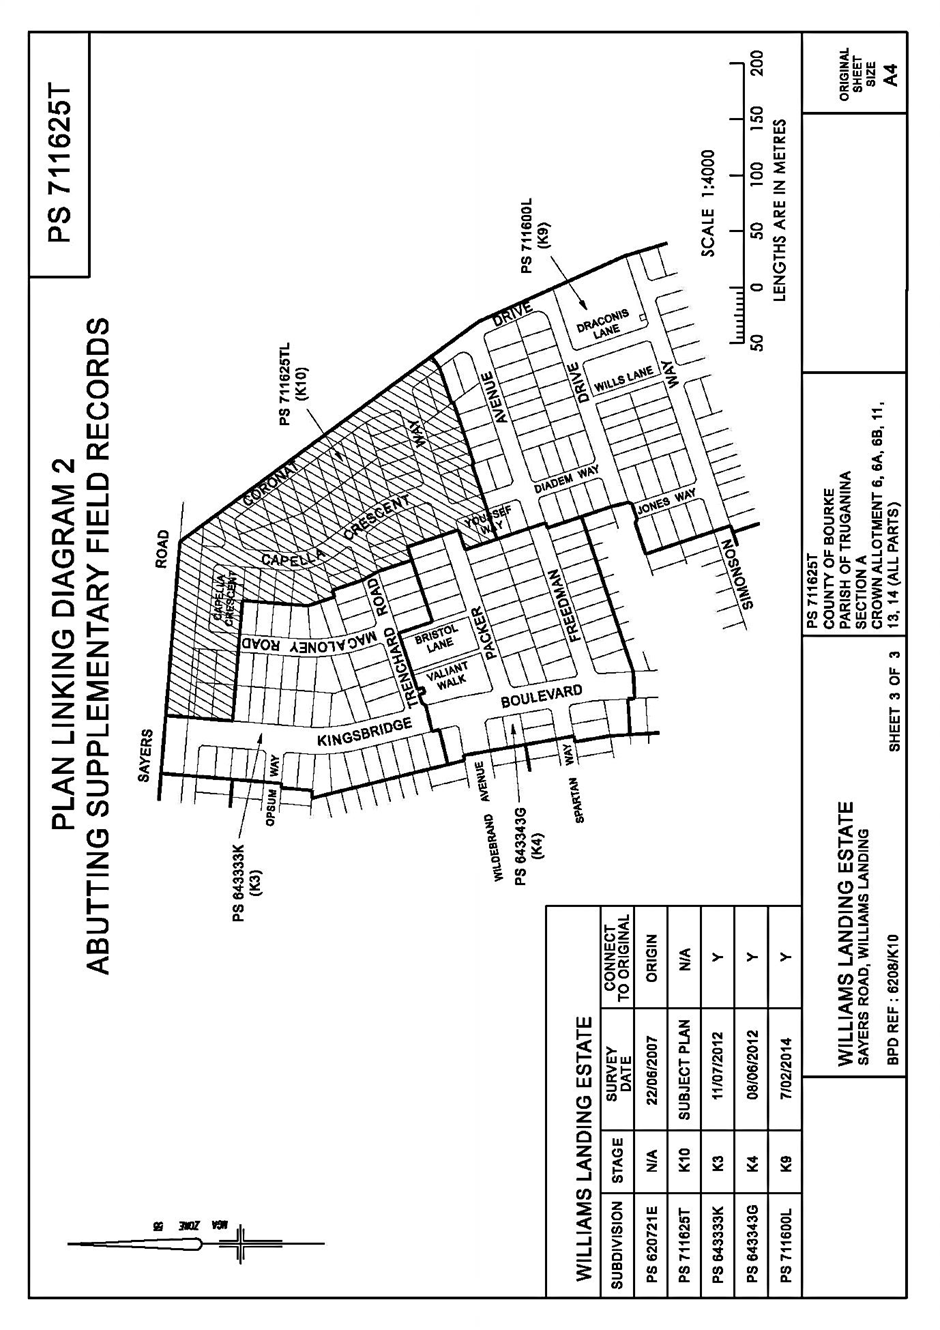 PS 711625T
PLAN LINKING DIAGRAM 2
ABUTTING SUPPLEMENTARY FIELD RECORDS
MGA ZONE 55
SAYERS
ROAD
PS 711625TL
(K10)
PS 711600L
(K9)
PS 643333K
(K3)
PS 643343G
(K4)
CORONAT
DRIVE
CAPELLA
CRESCENT
CAPELLA
CRESCENT
WAY
MACALONEY ROAD
TRENCHARD
ROAD
KINGSBRIDGE
BOULEVARD
OPSUM
WAY
BRISTOL
LANE
VALIANT
WALK
PACKER
AVENUE
YOUSSEF
WAY
FREEDMAN
DRIVE
DIADEM WAY
DRACONIS
LANE
WILLS LANE
WAY
JONES WAY
SIMONSON
WILDEBRAND
AVENUE
SPARTAN
WAY
SCALE 1:4000
50 0 50 100 150 200
LENGTHS ARE IN METRES
WILLIAMS LANDING ESTATE
SUBDIVISION STAGE SURVEY DATE CONNECT TO ORIGINAL
PS 620721E N/A 22/06/2007 ORIGIN
PS 711625T K10 SUBJECT PLAN N/A
PS 643333K K3 11/07/2012 Y
PS 643343G K4 08/06/2012 Y
PS 711600L K9 7/02/2014 Y
WILLIAMS LANDING ESTATE
SAYERS ROAD, WILLIAMS LANDING
BPD REF : 6208/K10
SHEET 3 OF 3
PS 711625T
COUNTY OF BOURKE
PARISH OF TRUGANINA
SECTION A
CROWN ALLOTMENT 6, 6A, 6B, 11,
13, 14 (ALL PARTS)
ORIGINAL
SHEET
SIZE
A4